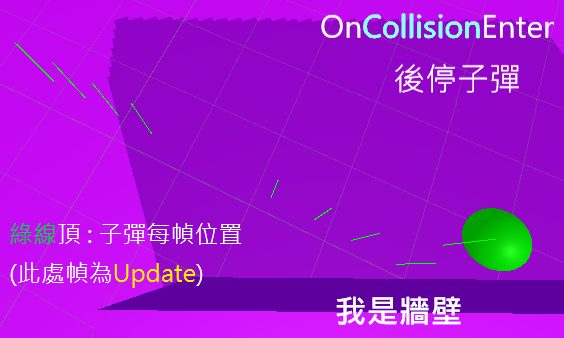 OnCollisionEnter
後停子彈
綠線頂 : 子彈每幀位置
(此處幀為Update)
我是牆壁